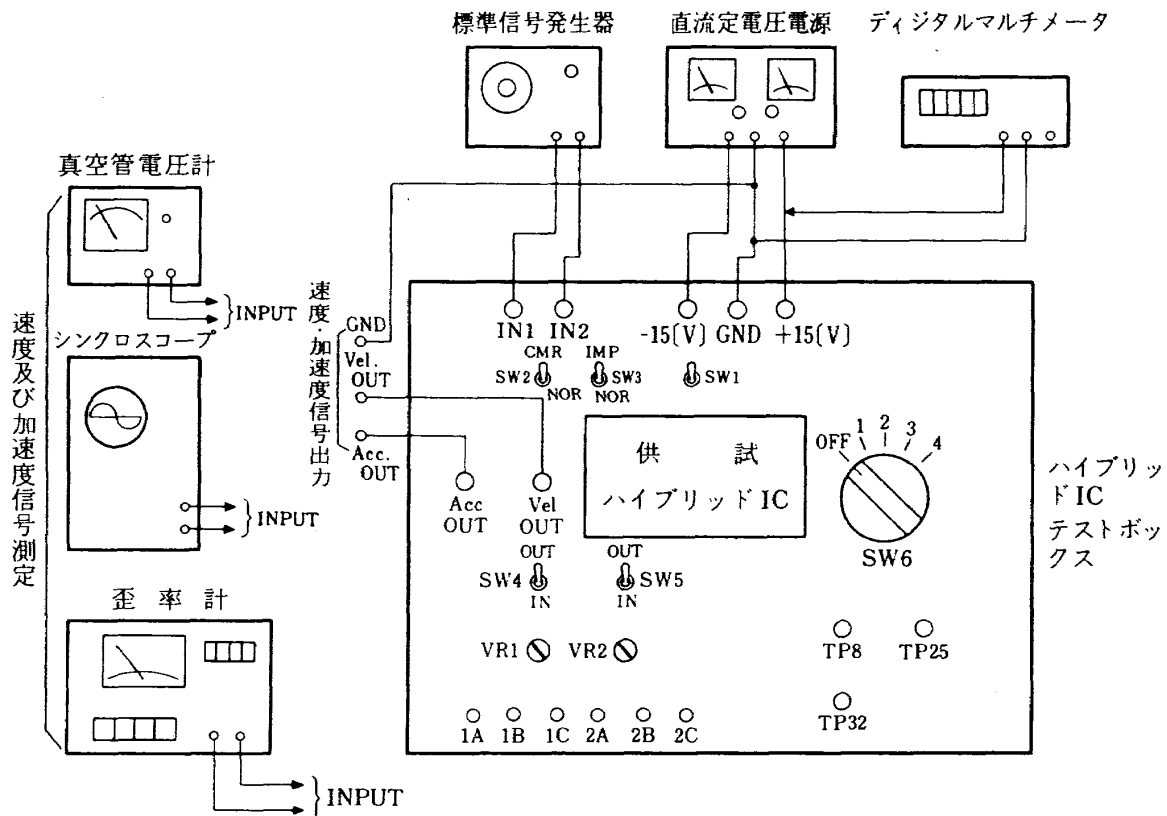 標準信号発生器
直流定電圧電源
ディジタルマルチメータ
真空管電圧計
INPUT
シンクロスコープ
INPUT
歪率計
INPUT
速度及び加速度信号測定
速度・加速度信号出力
GND
Vel.
OUT
Acc.
OUT
IN1 IN2
-15[V] GND +15[V]
CMR IMP
SW2 SW3 SW1
NOR NOR
供試
ハイブリッドIC
OFF 1 2 3 4
SW6
Acc
OUT
Vel
OUT
OUT OUT
SW4 SW5
IN IN
VR1 VR2
TP8 TP25
TP32
1A 1B 1C 2A 2B 2C
ハイブリッ
ドIC
テストボッ
クス